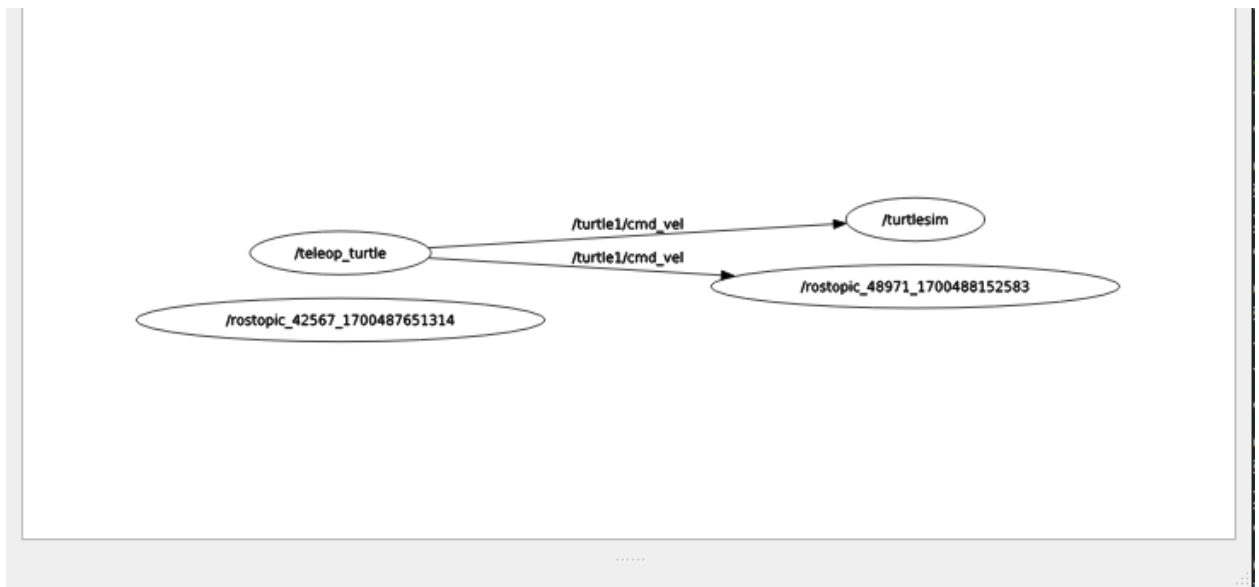 /turtle1/cmd_vel
/turtlesim
/teleop_turtle
/turtle1/cmd_vel
/rostopic_48971_1700488152583
/rostopic_42567_1700487651314